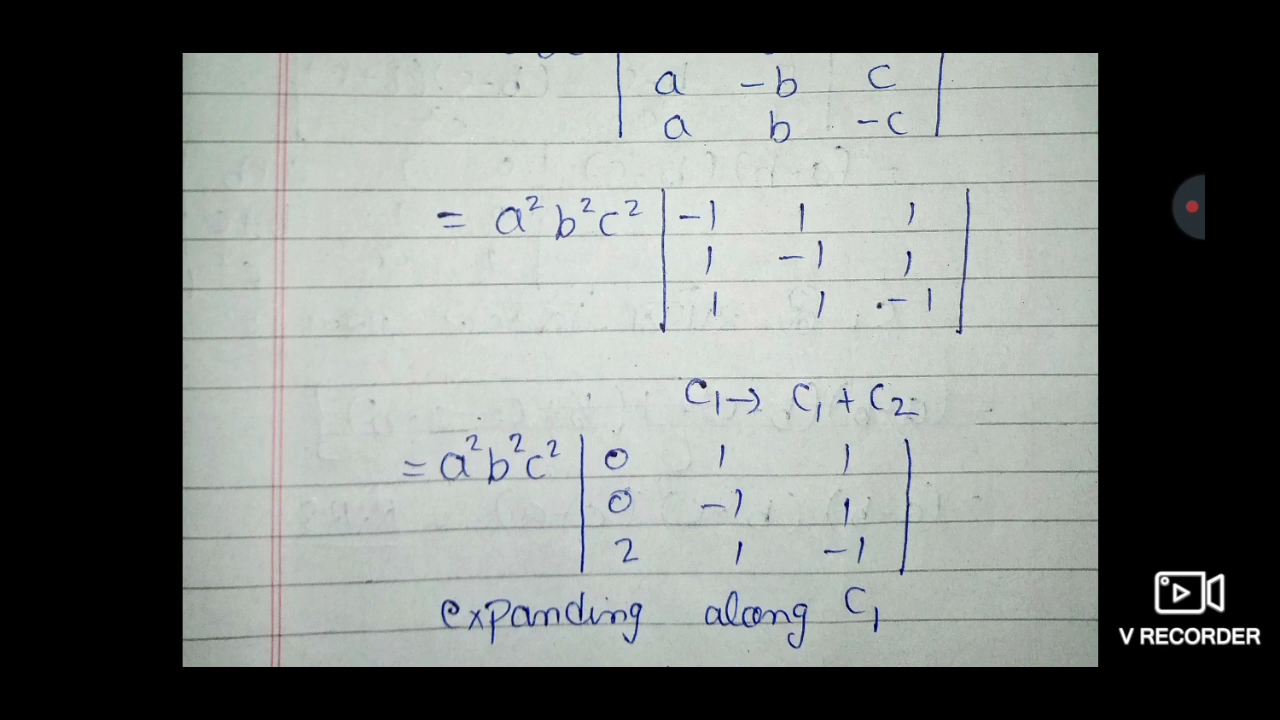 a -b c
a b -c
= a²b²c² | -1 1 1 |
1 -1 1
1 1 -1
C₁→ C₁ + C₂
= a²b²c² | 0 1 1 |
0 -1 1
2 1 -1
expanding along C₁
V RECORDER